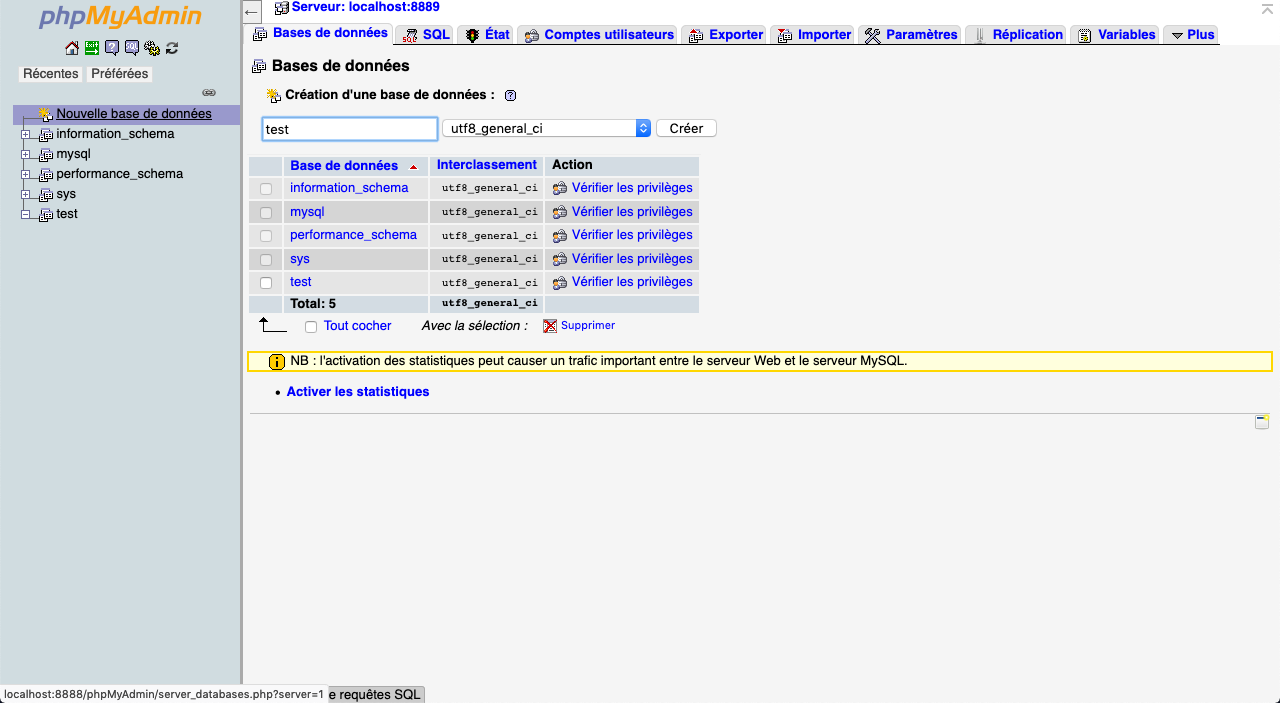 phpMyAdmin
Récentes Préférées
Nouvelle base de données
information_schema
mysql
performance_schema
sys
test
Serveur: localhost:8889
Bases de données SQL État Comptes utilisateurs Exporter Importer Paramètres Réplication Variables Plus
Bases de données
Création d'une base de données :
test utf8_general_ci Créer
Base de données Interclassement Action
information_schema utf8_general_ci Vérifier les privilèges
mysql utf8_general_ci Vérifier les privilèges
performance_schema utf8_general_ci Vérifier les privilèges
sys utf8_general_ci Vérifier les privilèges
test utf8_general_ci Vérifier les privilèges
Total: 5 utf8_general_ci
Tout cocher Avec la sélection : Supprimer
NB : l'activation des statistiques peut causer un trafic important entre le serveur Web et le serveur MySQL.
• Activer les statistiques
localhost:8888/phpMyAdmin/server_databases.php?server=1 e requêtes SQL